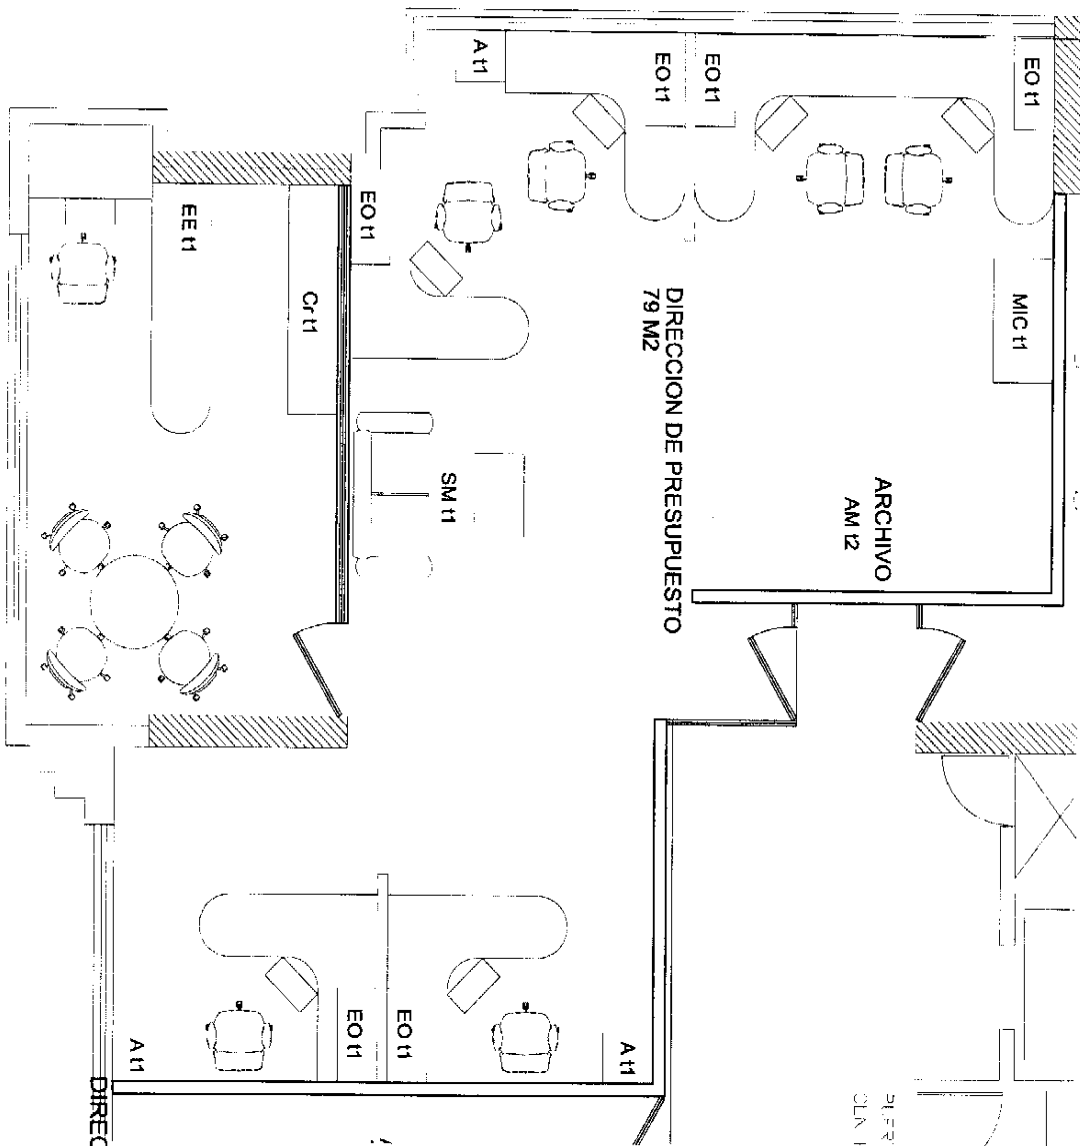 A t1
EO t1
EO t1
EO t1
EO t1
EE t1
Cr t1
MIC t1
DIRECCION DE PRESUPUESTO
79 M2
SM t1
ARCHIVO
AM t2
EO t1
EO t1
A t1
A t1
DIREC